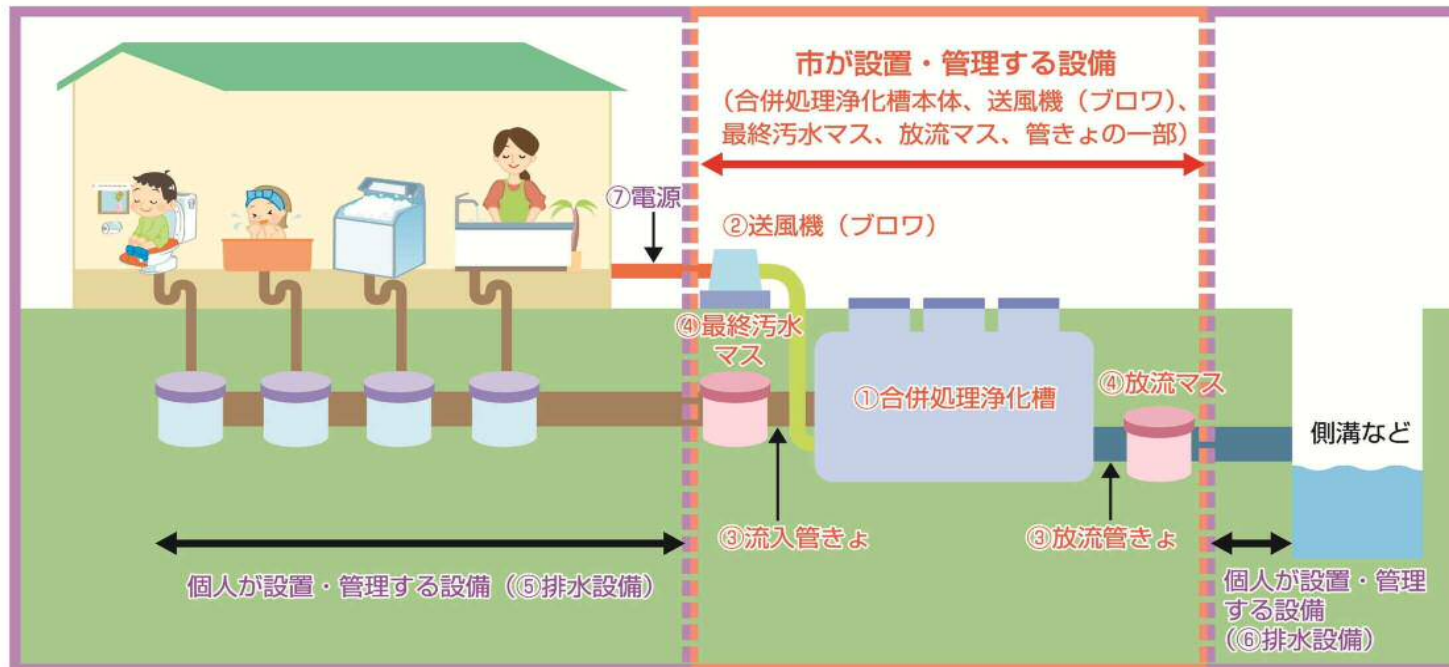 市が設置・管理する設備
(合併処理浄化槽本体、送風機(ブロワ)、
最終汚水マス、放流マス、管きょの一部)
⑦電源
②送風機(ブロワ)
④最終汚水
マス
①合併処理浄化槽
④放流マス
側溝など
③流入管きょ
③放流管きょ
個人が設置・管理する設備(⑤排水設備)
個人が設置・管理
する設備
(⑥排水設備)